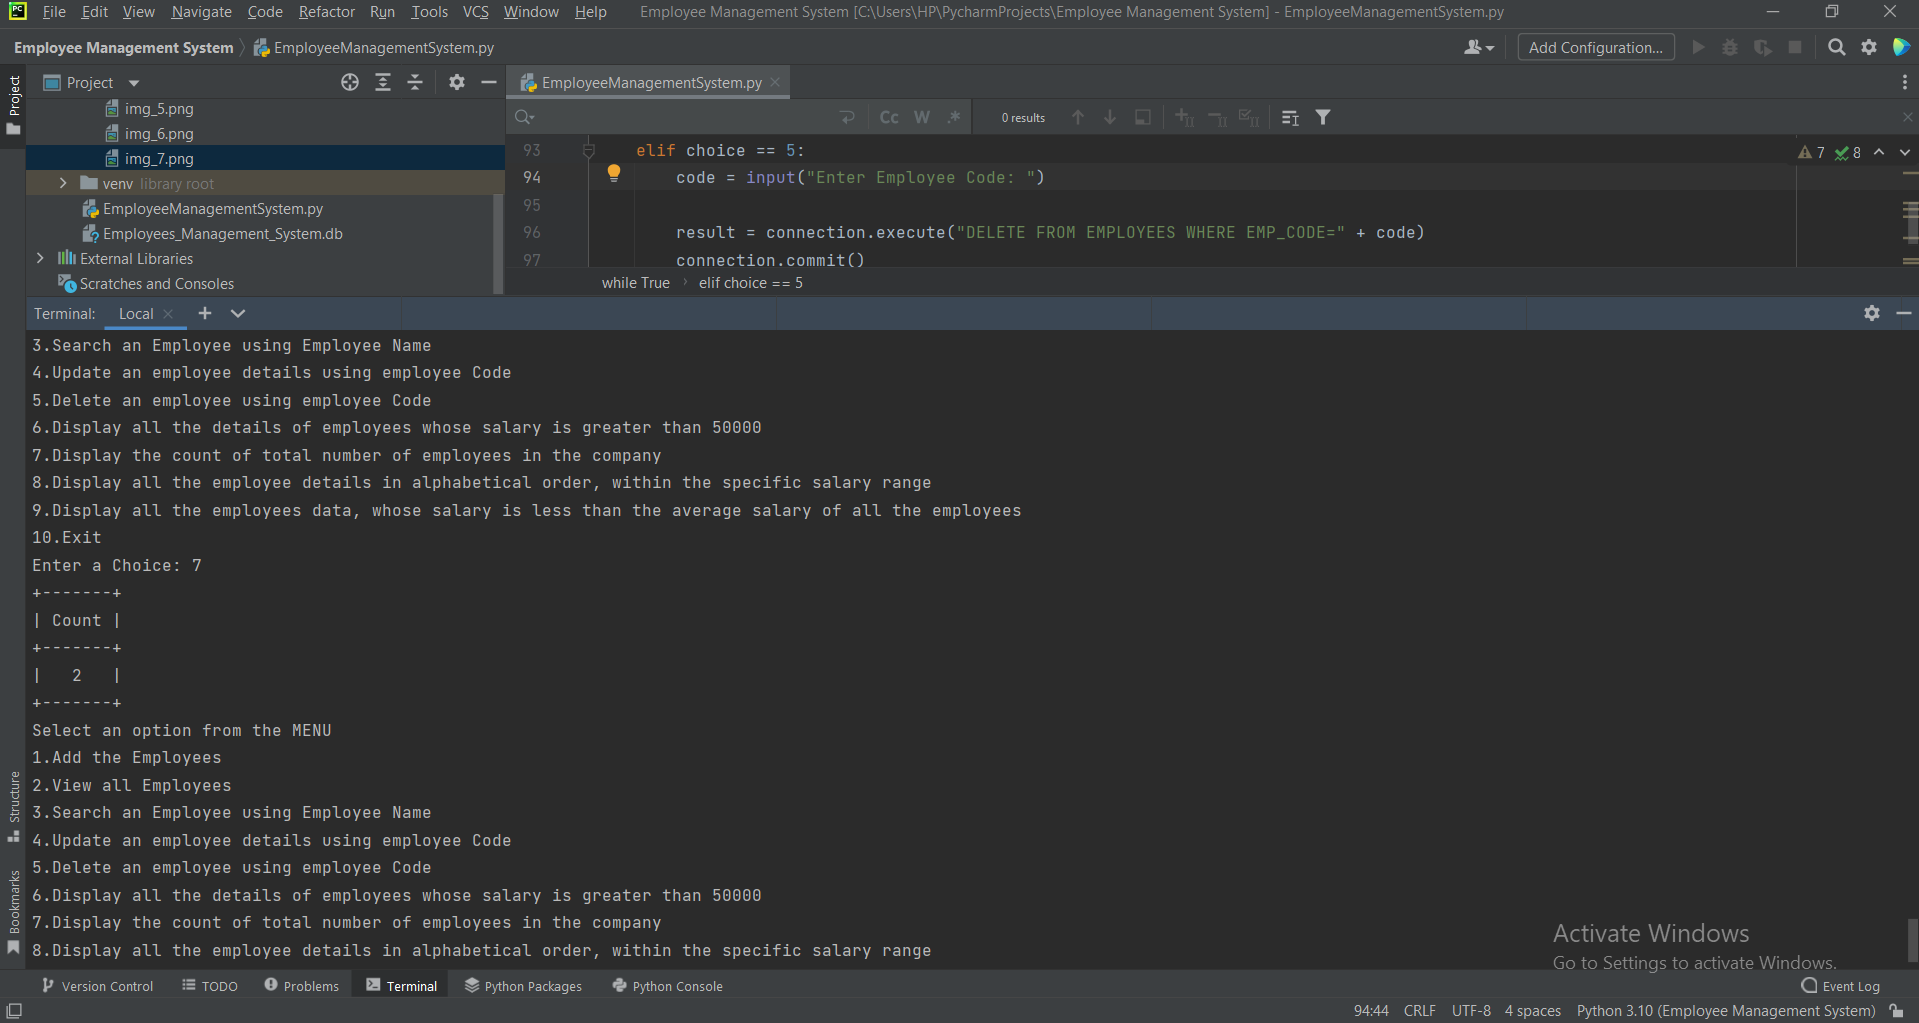 PC File Edit View Navigate Code Refactor Run Tools VCS Window Help Employee Management System [C:\Users\HP\PycharmProjects\Employee Management System] - EmployeeManagementSystem.py
Employee Management System EmployeeManagementSystem.py Add Configuration...
Project Project EmployeeManagementSystem.py
img_5.png
Cc W .* 0 results
img_6.png
img_7.png
venv library root
EmployeeManagementSystem.py
Employees_Management_System.db
External Libraries
Scratches and Consoles
93 elif choice == 5: 7 8
94 code = input("Enter Employee Code: ")
95
96 result = connection.execute("DELETE FROM EMPLOYEES WHERE EMP_CODE=" + code)
97 connection.commit()
while True elif choice == 5
Terminal: Local
3.Search an Employee using Employee Name
4.Update an employee details using employee Code
5.Delete an employee using employee Code
6.Display all the details of employees whose salary is greater than 50000
7.Display the count of total number of employees in the company
8.Display all the employee details in alphabetical order, within the specific salary range
9.Display all the employees data, whose salary is less than the average salary of all the employees
10.Exit
Enter a Choice: 7
+-------+
| Count |
+-------+
|   2   |
+-------+
Select an option from the MENU
1.Add the Employees
2.View all Employees
3.Search an Employee using Employee Name
4.Update an employee details using employee Code
5.Delete an employee using employee Code
6.Display all the details of employees whose salary is greater than 50000
7.Display the count of total number of employees in the company
8.Display all the employee details in alphabetical order, within the specific salary range
Structure
Bookmarks
Activate Windows
Go to Settings to activate Windows.
Version Control TODO Problems Terminal Python Packages Python Console Event Log
94:44 CRLF UTF-8 4 spaces Python 3.10 (Employee Management System)